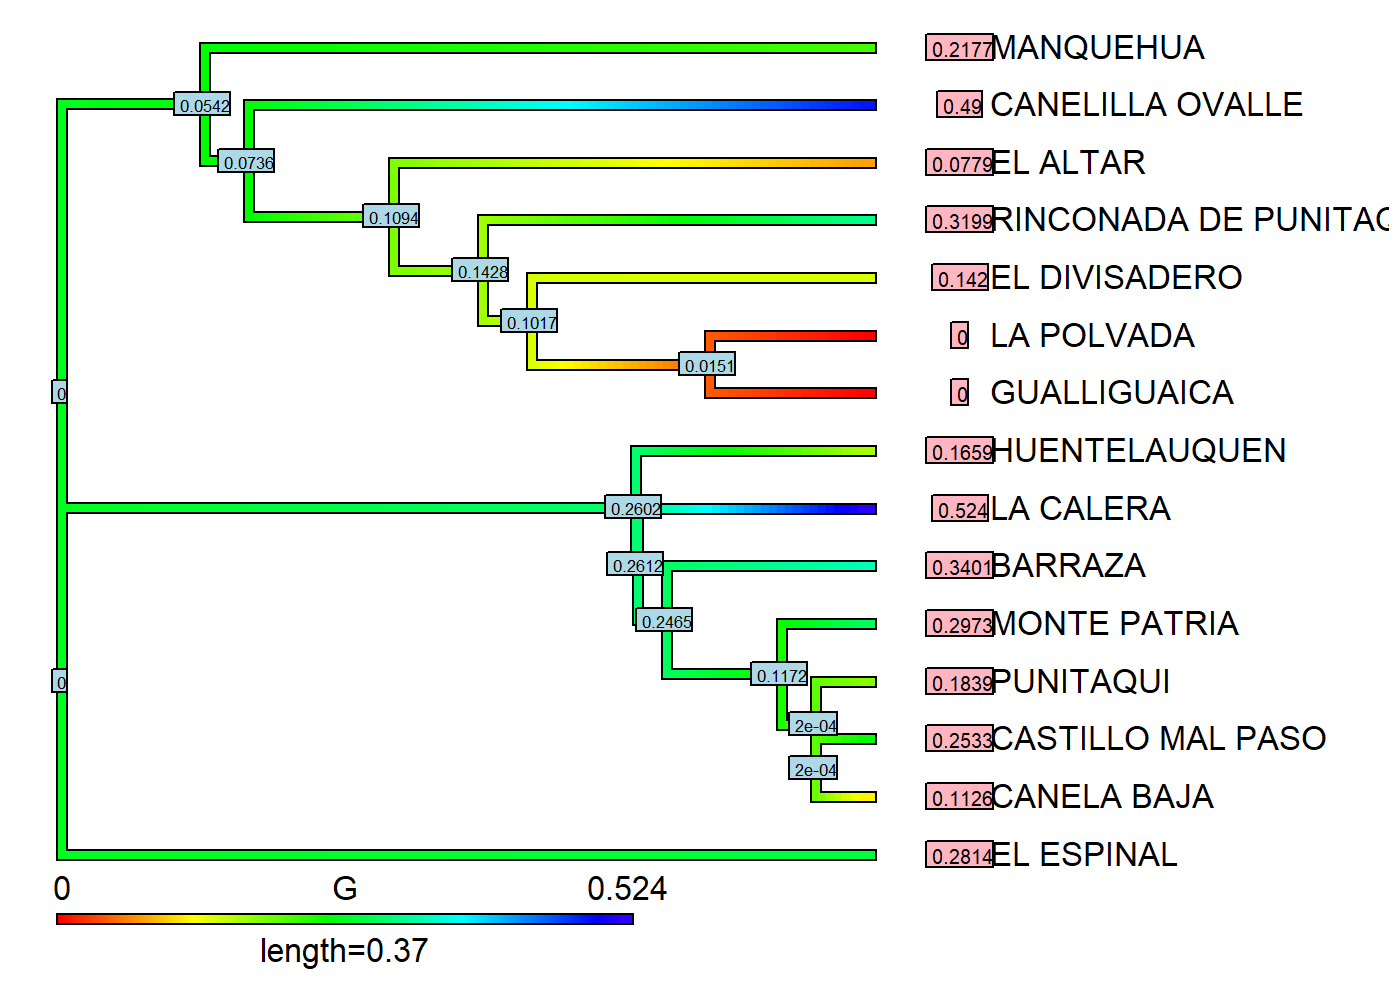 0.2177 MANQUEHUA
0.0542
0.49 CANELILLA OVALLE
0.0736
0.0779 EL ALTAR
0.1094
0.3199 RINCONADA DE PUNITAQ
0.1428
0.142 EL DIVISADERO
0.1017
0 LA POLVADA
0.0151
0
0 GUALLIGUAICA
0.1659 HUENTELAUQUEN
0.2602
0.524 LA CALERA
0.2612
0.3401 BARRAZA
0.2465
0.2973 MONTE PATRIA
0.1172
0
0.1839 PUNITAQUI
2e-04
0.2533 CASTILLO MAL PASO
2e-04
0.1126 CANELA BAJA
0.2814 EL ESPINAL
0 G 0.524
length=0.37